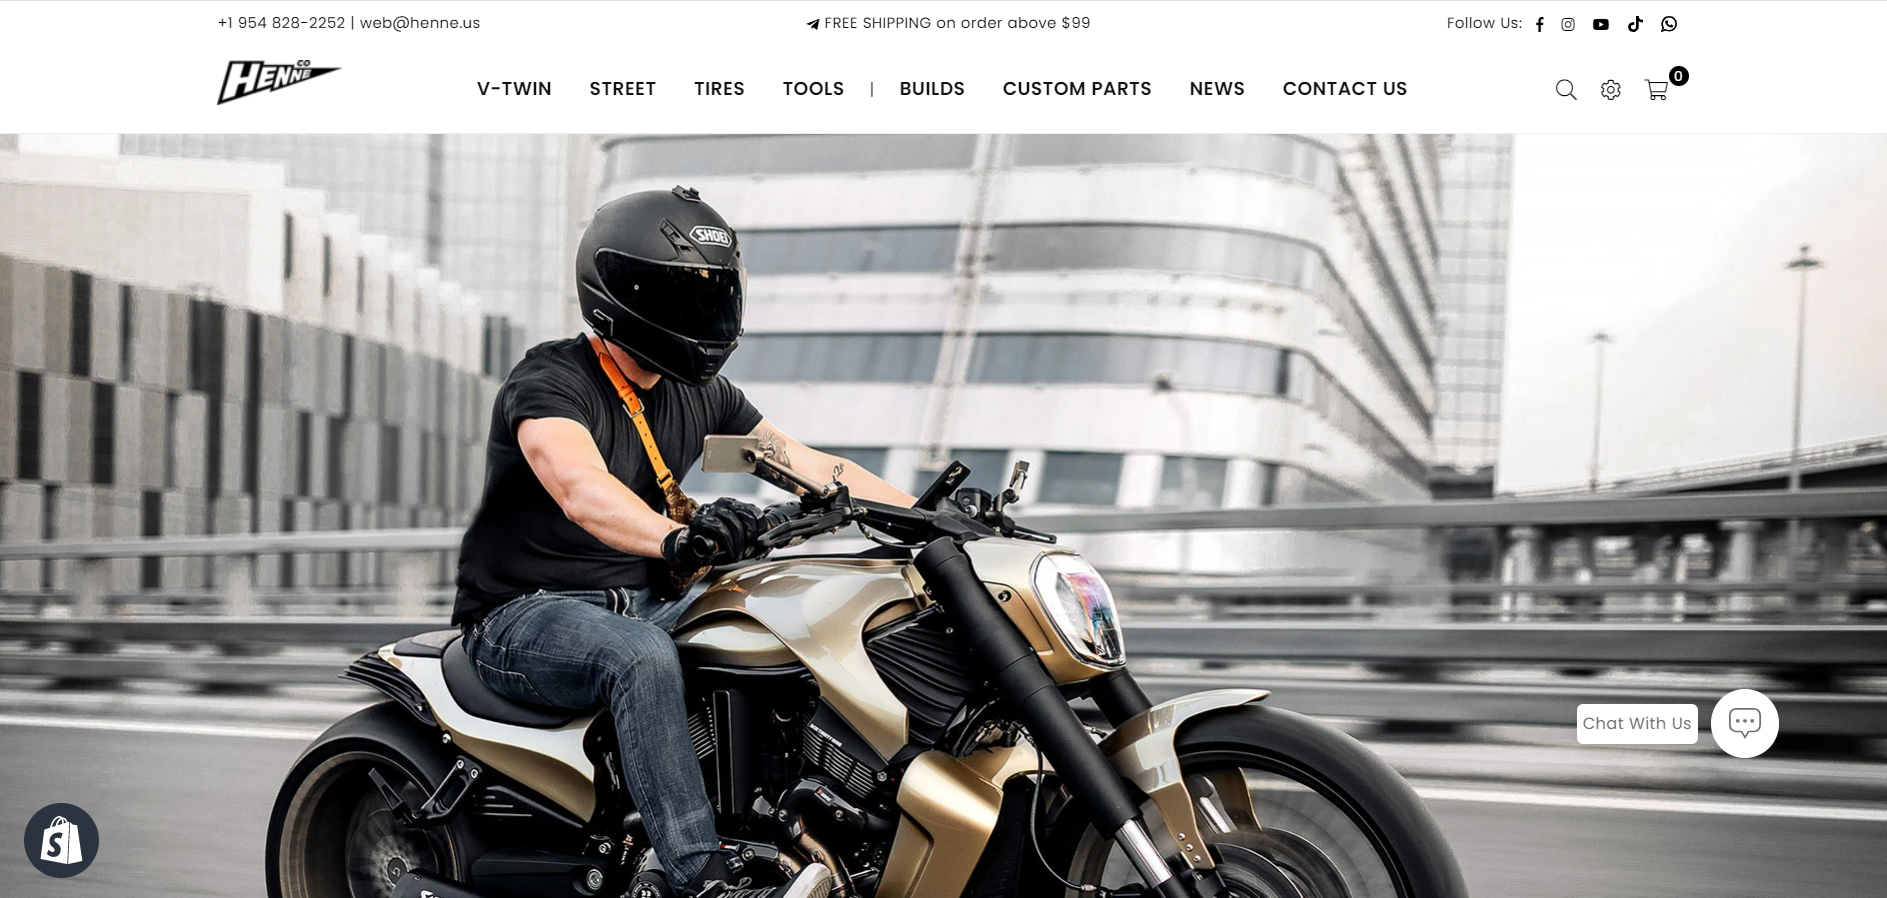 +1 954 828-2252 | web@henne.us
FREE SHIPPING on order above $99
Follow Us:
HENNE CO
V-TWIN STREET TIRES TOOLS | BUILDS CUSTOM PARTS NEWS CONTACT US
0
SHOEI
Chat With Us
S